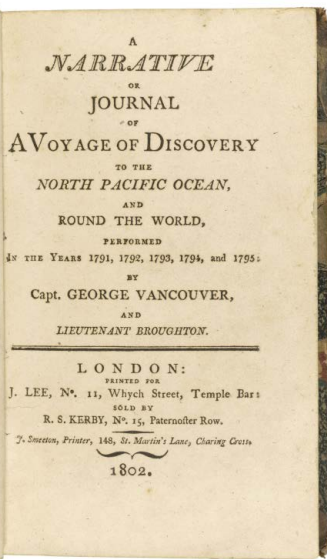 A
NARRATIVE
OR
JOURNAL
OF
A VOYAGE OF DISCOVERY
TO THE
NORTH PACIFIC OCEAN,
AND
ROUND THE WORLD,
PERFORMED
IN THE YEARS 1791, 1792, 1793, 1794, and 1795:
BY
Capt. GEORGE VANCOUVER,
AND
LIEUTENANT BROUGHTON.
LONDON:
PRINTED FOR
J. LEE, No. 11, Whych Street, Temple Bar:
SOLD BY
R. S. KERBY, No. 15, Paternoſter Row.
J. Smeeton, Printer, 148, St. Martin's Lane, Charing Croſs.
1802.